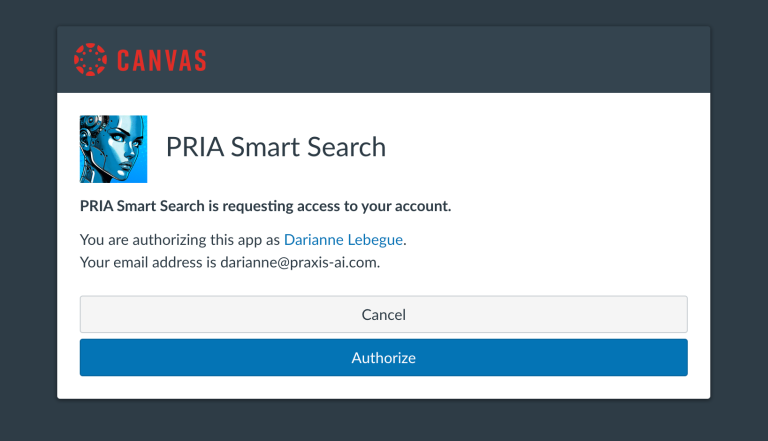 CANVAS
PRIA Smart Search
PRIA Smart Search is requesting access to your account.
You are authorizing this app as Darianne Lebegue.
Your email address is darianne@praxis-ai.com.
Cancel
Authorize